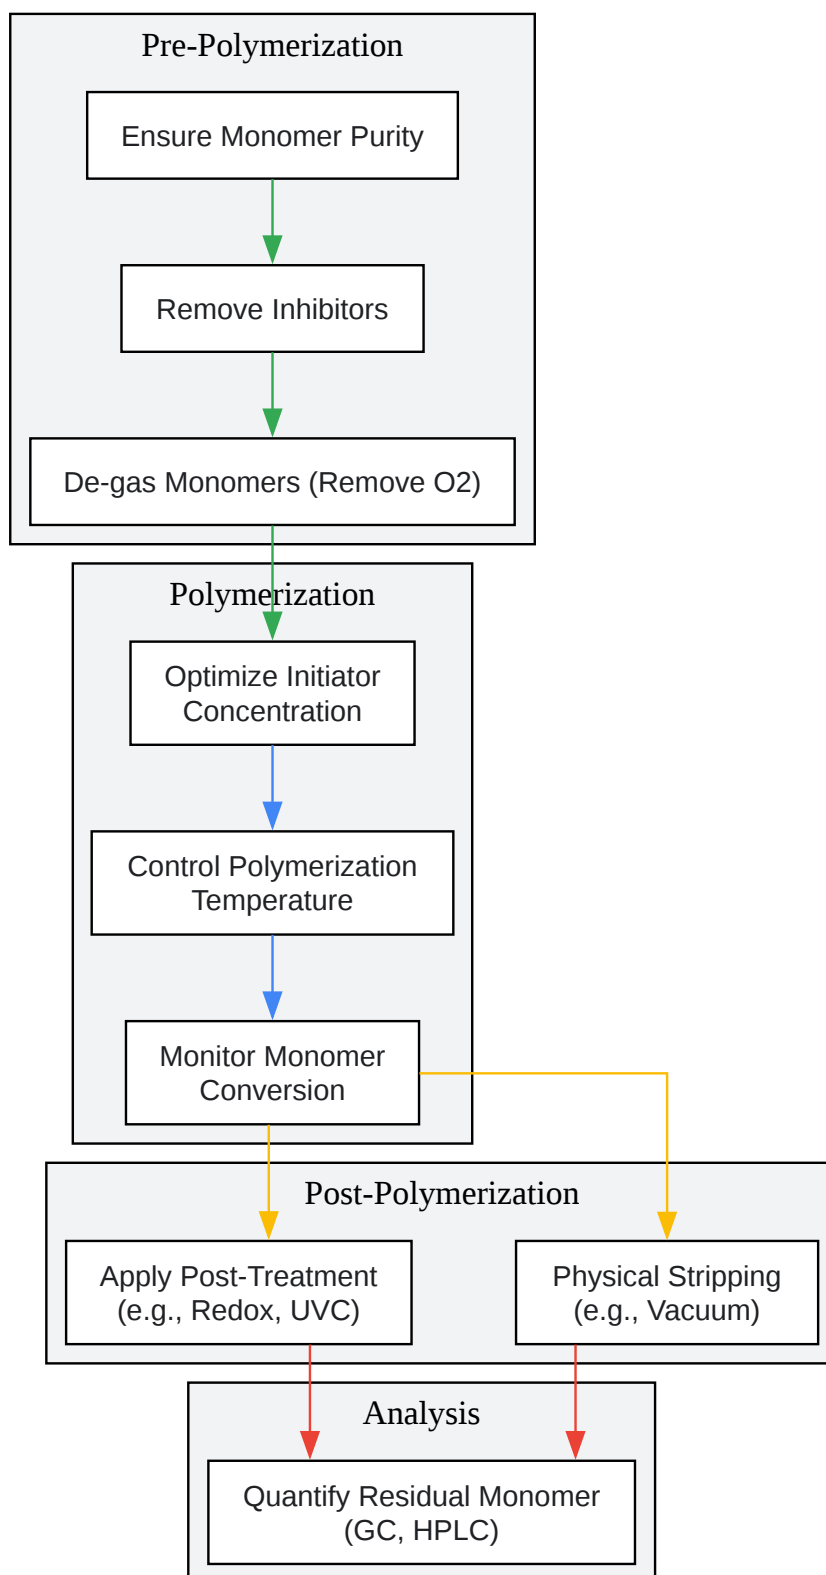 Pre-Polymerization
Ensure Monomer Purity
Remove Inhibitors
De-gas Monomers (Remove O2)
Polymerization
Optimize Initiator
Concentration
Control Polymerization
Temperature
Monitor Monomer
Conversion
Post-Polymerization
Apply Post-Treatment
(e.g., Redox, UVC)
Physical Stripping
(e.g., Vacuum)
Analysis
Quantify Residual Monomer
(GC, HPLC)